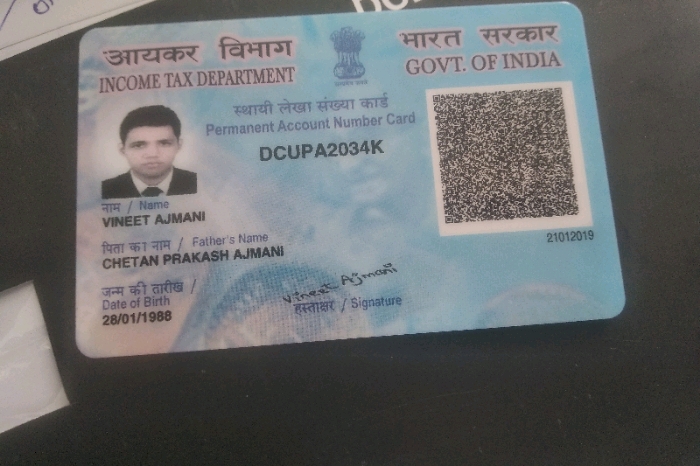 आयकर विभाग
INCOME TAX DEPARTMENT
भारत सरकार
GOVT. OF INDIA
स्थायी लेखा संख्या कार्ड
Permanent Account Number Card
DCUPA2034K
नाम / Name
VINEET AJMANI
पिता का नाम / Father's Name
CHETAN PRAKASH AJMANI
जन्म की तारीख /
Date of Birth
28/01/1988
Vineet Ajmani
हस्ताक्षर / Signature
21012019